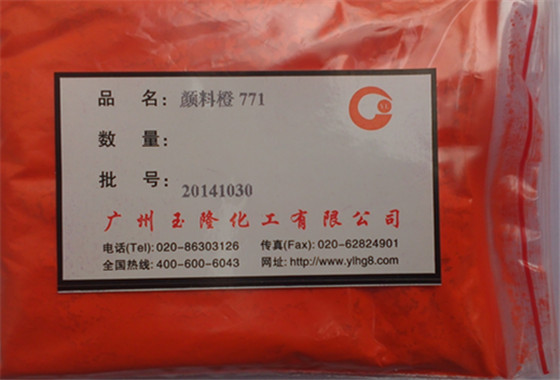 品 名: 颜料橙 771
数 量:
批 号: 20141030
广州玉隆化工有限公司
电话(Tel): 020-86303126 传真(Fax): 020-62824901
全国热线: 400-600-6043 网址: http://www.ylhg8.com